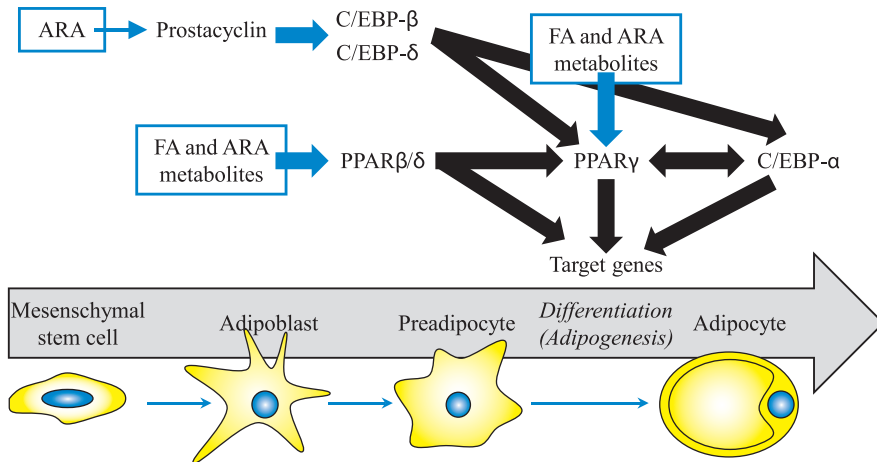 ARA
Prostacyclin
C/EBP-β
C/EBP-δ
FA and ARA
metabolites
FA and ARA
metabolites
PPARβ/δ
PPARγ
C/EBP-α
Target genes
Mesenschymal
stem cell
Adipoblast
Preadipocyte
Differentiation
(Adipogenesis)
Adipocyte